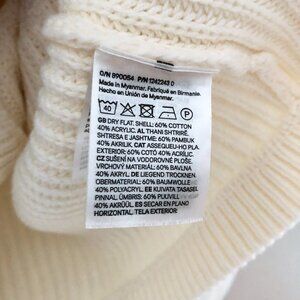 O/N 890054 P/N 1242243 0
Made in Myanmar. Fabriqué en Birmanie.
Hecho en Unión de Myanmar.
40 P
GB DRY FLAT. SHELL: 60% COTTON
40% ACRYLIC. AL THANI SHTRIRË.
SHTRESA E JASHTME: 60% PAMBUK
40% AKRILIK. CAT ASSEQUEU-HO PLA.
EXTERIOR: 60% COTÓ 40% ACRÍLIC.
CZ SUŠENÍ NA VODOROVNÉ PLOŠE.
VRCHOVÝ MATERIÁL: 60% BAVLNA
40% AKRYL. DE LIEGEND TROCKNEN.
OBERMATERIAL: 60% BAUMWOLLE
40% POLYACRYL. EE KUIVATA TASASEL
PINNAL. ÜMBRIS: 60% PUUVILL
40% AKRÜÜL. ES SECAR EN PLANO
HORIZONTAL. TELA EXTERIOR: